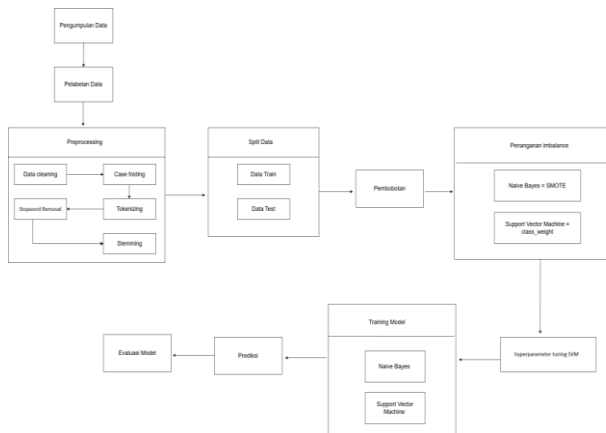 Pengumpulan Data
Pelabelan Data
Preprocessing
Data cleaning
Case folding
Stopword Removal
Tokenizing
Stemming
Split Data
Data Train
Data Test
Pembobotan
Penanganan imbalance
Naive Bayes = SMOTE
Support Vector Machine =
class_weight
hyperparameter tuning SVM
Training Model
Naive Bayes
Support Vector
Machine
Prediksi
Evaluasi Model